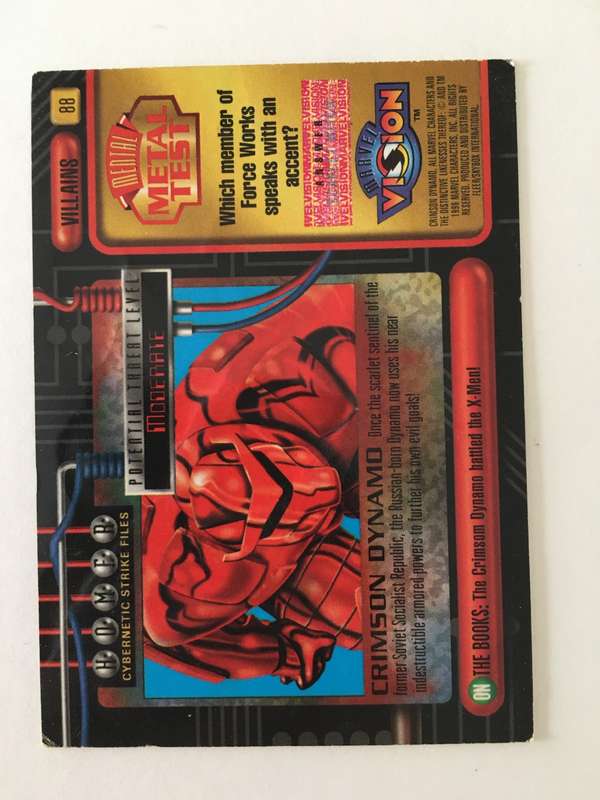 H.O.M.E.R.
CYBERNETIC STRIKE FILES
POTENTIAL THREAT LEVEL
MODERATE
VILLAINS
88
CRIMSON DYNAMO Once the scarlet sentinel of the
former Soviet Socialist Republic, the Russian-born Dynamo now uses his near
indestructible armored powers to further his own evil goals!
ON THE BOOKS: The Crimsom Dynamo battled the X-Men!
MENTAL
METAL
TEST
Which member of
Force Works
speaks with an
accent?
ANSWER
MARVEL
VISION
™
CRIMSON DYNAMO, ALL MARVEL CHARACTERS AND
THE DISTINCTIVE LIKENESSES THEREOF: © AND TM
1996 MARVEL CHARACTERS, INC. ALL RIGHTS
RESERVED. PRODUCED AND DISTRIBUTED BY
FLEER/SKYBOX INTERNATIONAL.